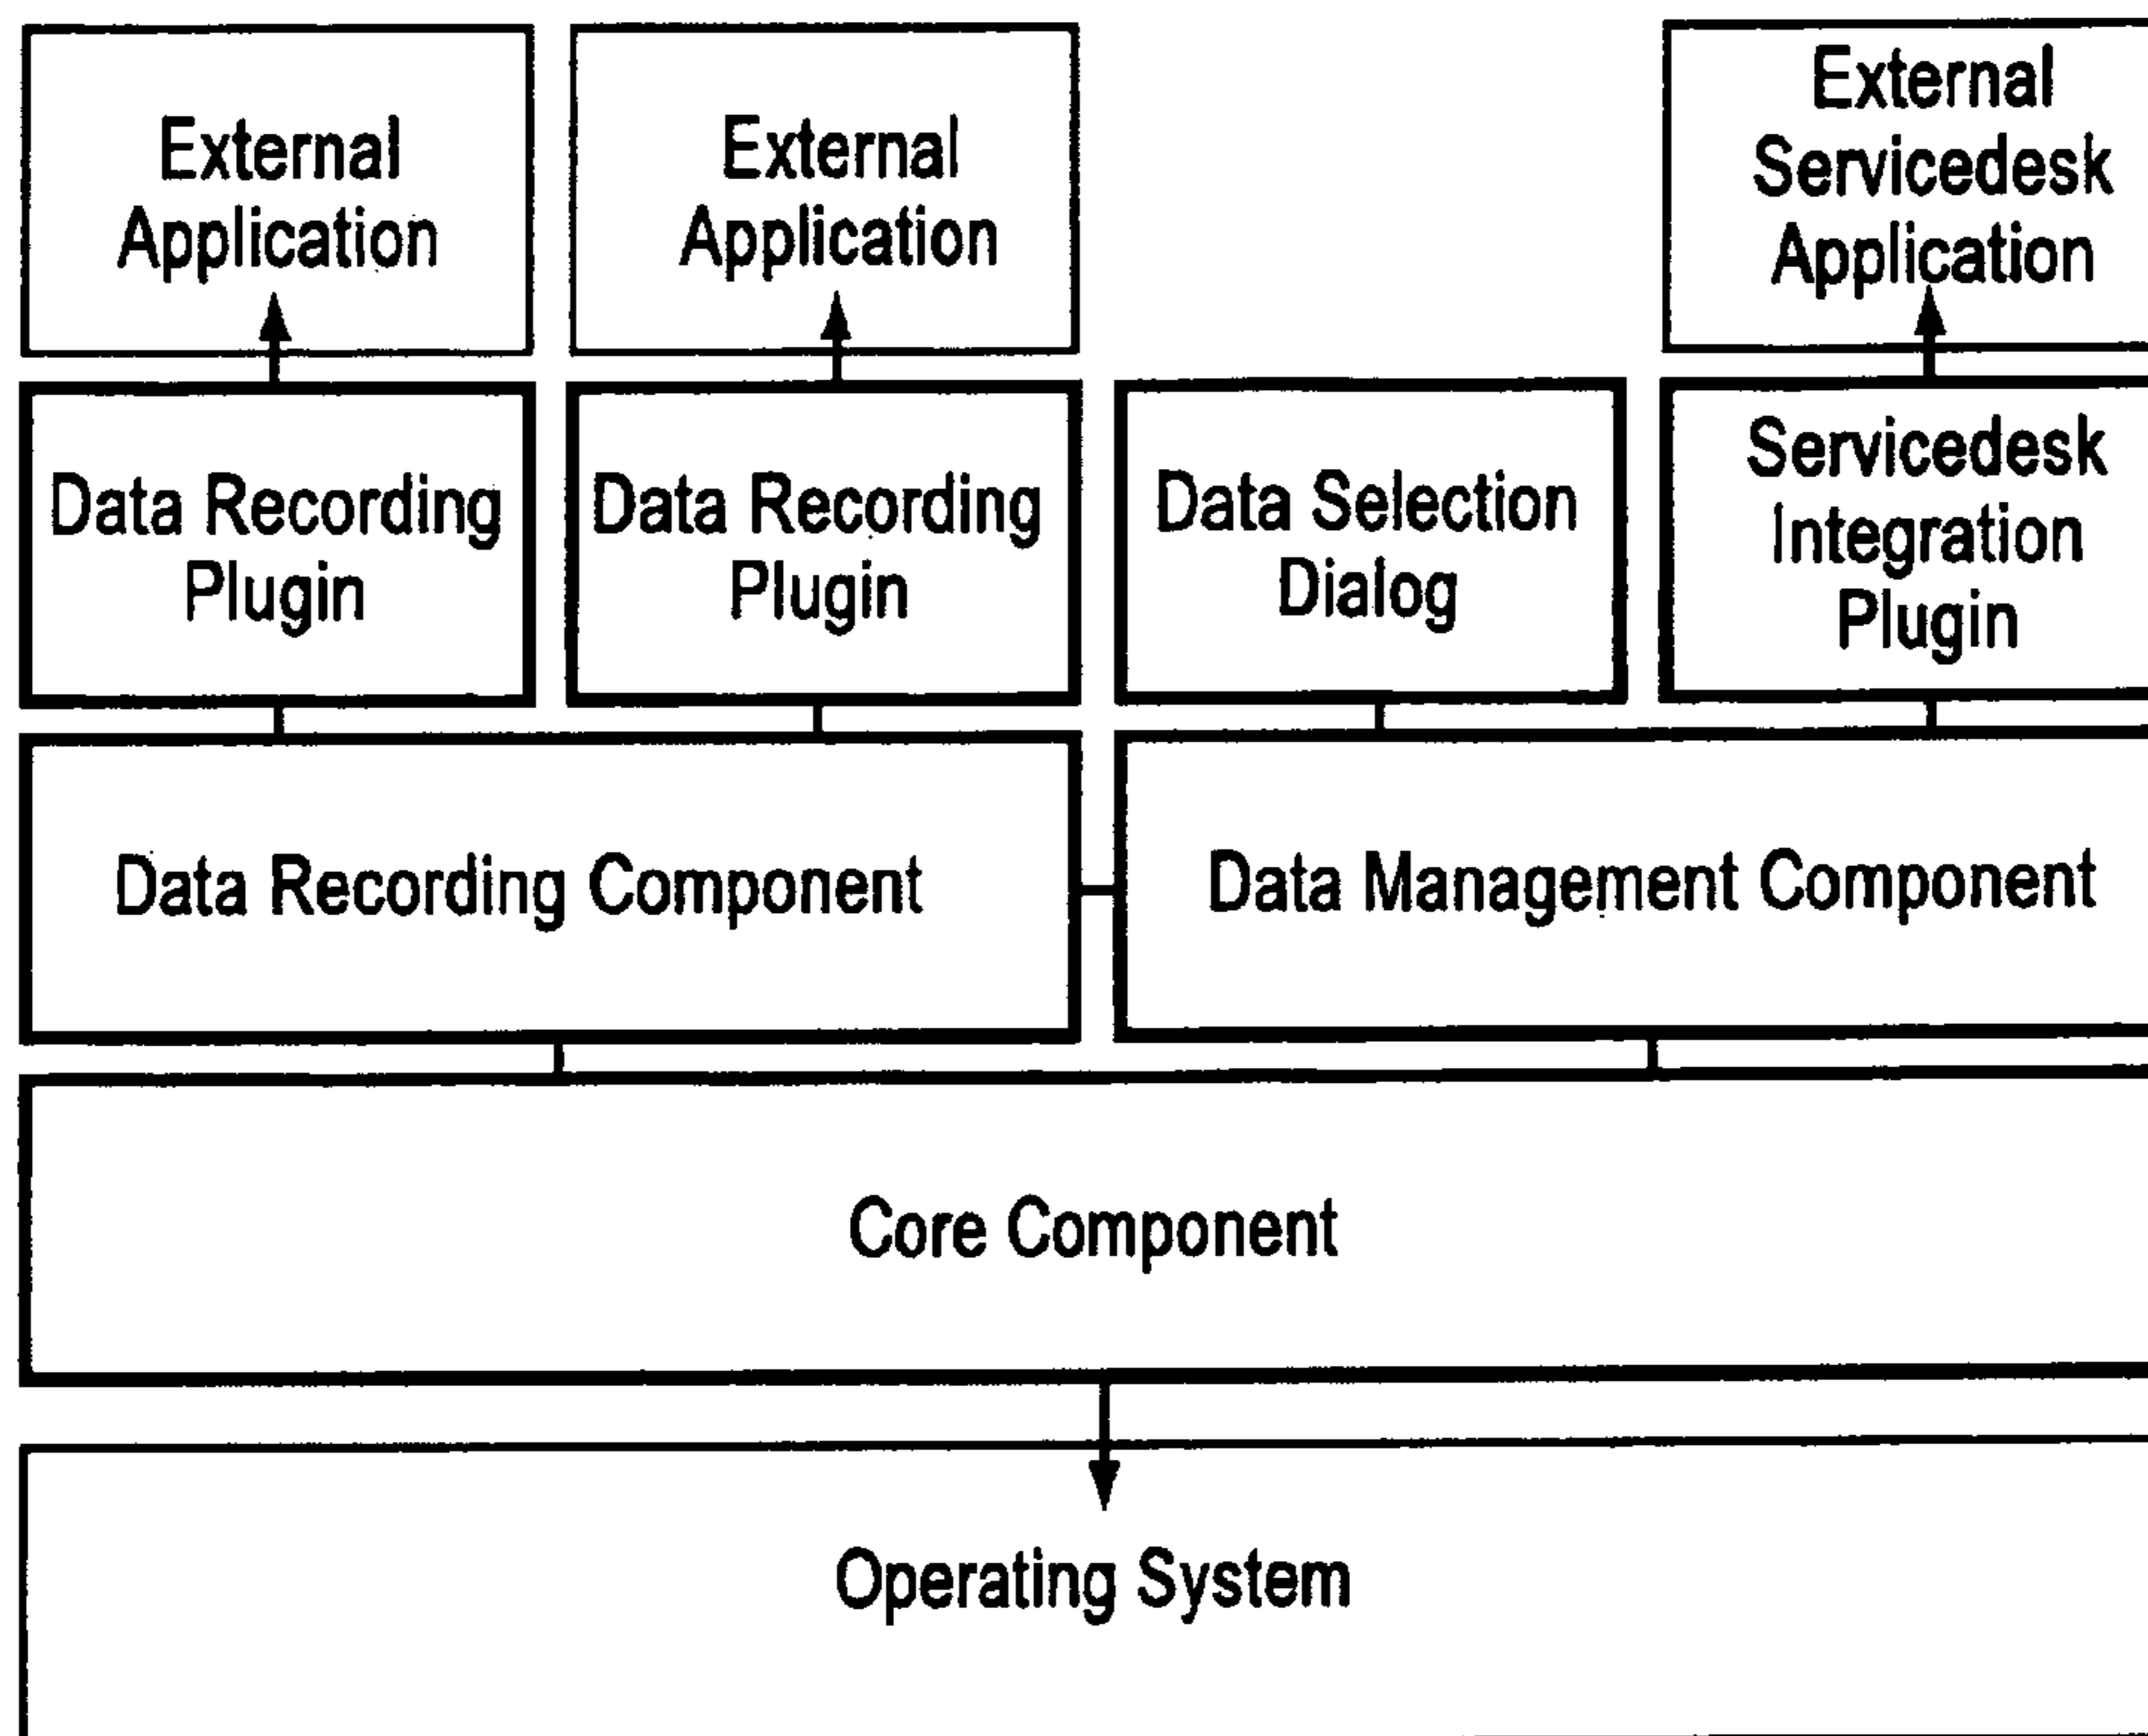 External
Application
External
Application
External
Servicedesk
Application
Data Recording
Plugin
Data Recording
Plugin
Data Selection
Dialog
Servicedesk
Integration
Plugin
Data Recording Component
Data Management Component
Core Component
Operating System